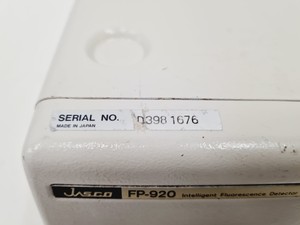 SERIAL NO. D398 1676
MADE IN JAPAN
Jasco FP-920 Intelligent Fluorescence Detector